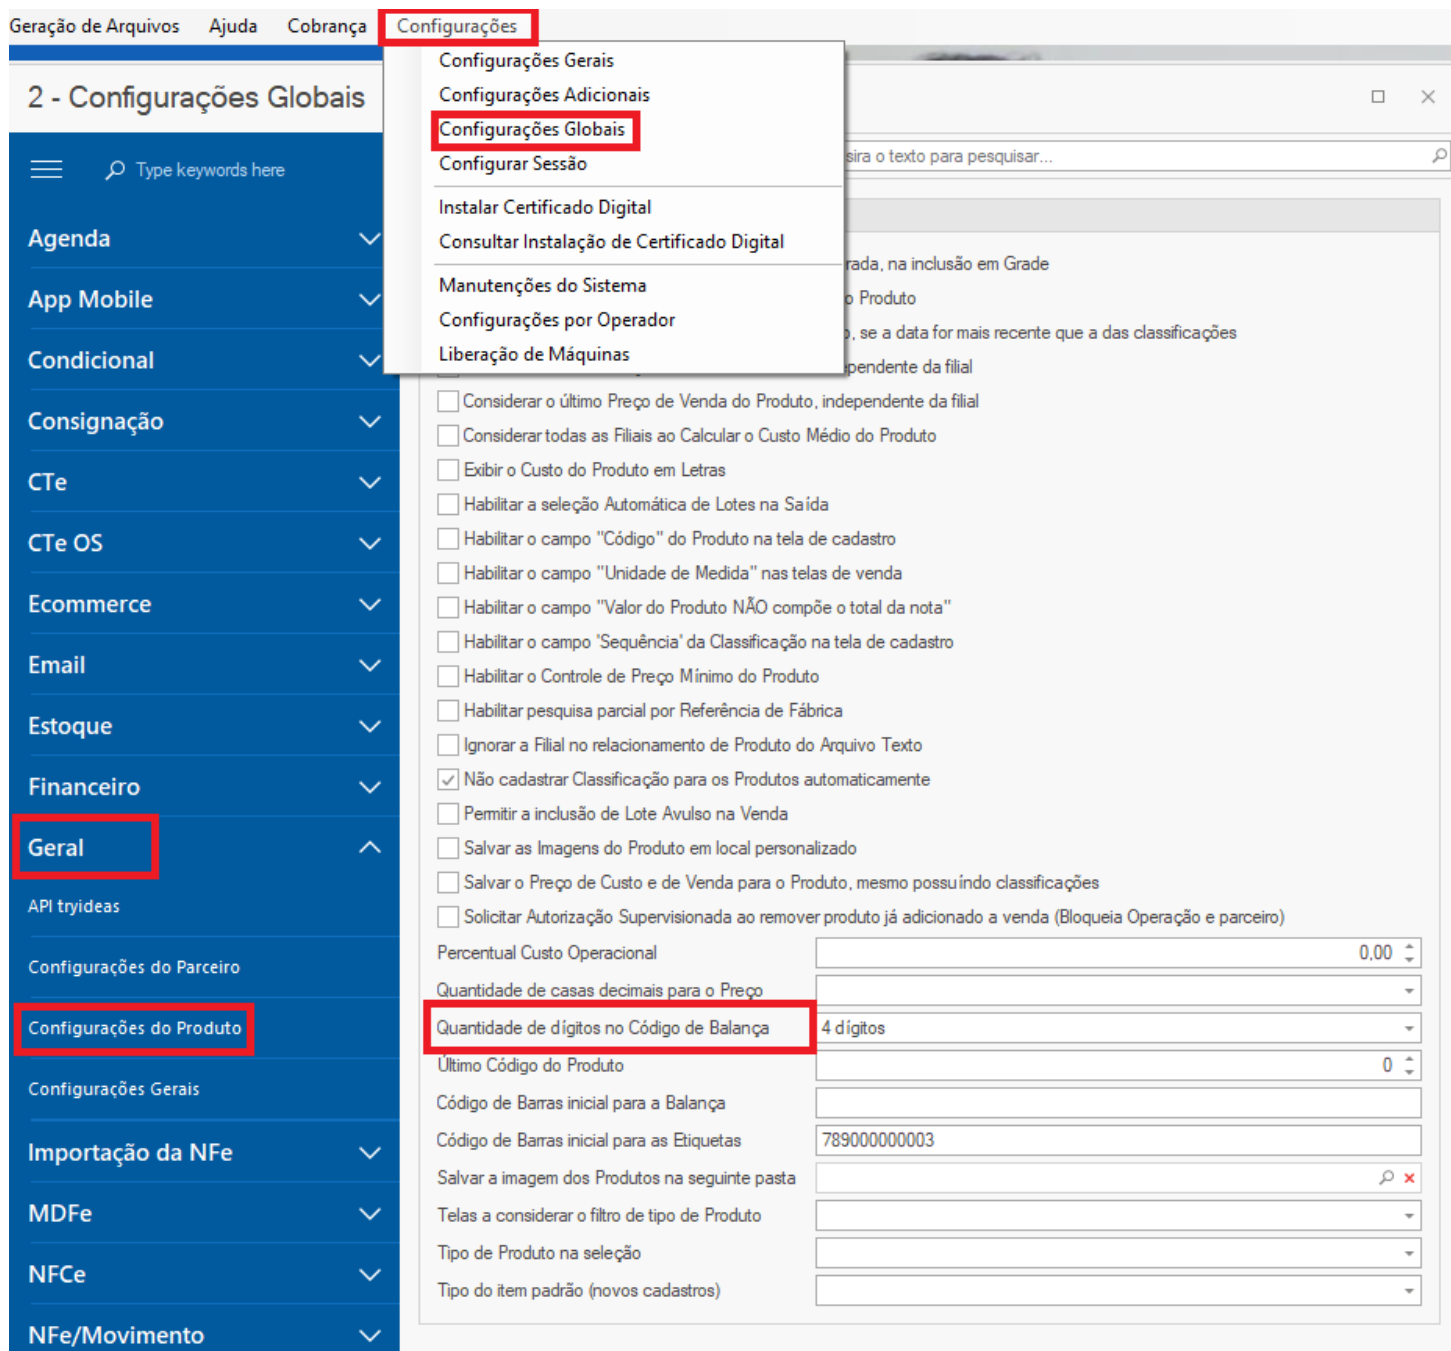 Geração de Arquivos Ajuda Cobrança Configurações
Configurações Gerais
Configurações Adicionais
Configurações Globais
Configurar Sessão
Instalar Certificado Digital
Consultar Instalação de Certificado Digital
Manutenções do Sistema
Configurações por Operador
Liberação de Máquinas
2 - Configurações Globais
Type keywords here
Agenda
App Mobile
Condicional
Consignação
CTe
CTe OS
Ecommerce
Email
Estoque
Financeiro
Geral
API tryideas
Configurações do Parceiro
Configurações do Produto
Configurações Gerais
Importação da NFe
MDFe
NFCe
NFe/Movimento
sira o texto para pesquisar...
rada, na inclusão em Grade
o Produto
, se a data for mais recente que a das classificações
ependente da filial
Considerar o último Preço de Venda do Produto, independente da filial
Considerar todas as Filiais ao Calcular o Custo Médio do Produto
Exibir o Custo do Produto em Letras
Habilitar a seleção Automática de Lotes na Saída
Habilitar o campo "Código" do Produto na tela de cadastro
Habilitar o campo "Unidade de Medida" nas telas de venda
Habilitar o campo "Valor do Produto NÃO compõe o total da nota"
Habilitar o campo 'Sequência' da Classificação na tela de cadastro
Habilitar o Controle de Preço Mínimo do Produto
Habilitar pesquisa parcial por Referência de Fábrica
Ignorar a Filial no relacionamento de Produto do Arquivo Texto
Não cadastrar Classificação para os Produtos automaticamente
Permitir a inclusão de Lote Avulso na Venda
Salvar as Imagens do Produto em local personalizado
Salvar o Preço de Custo e de Venda para o Produto, mesmo possuíndo classificações
Solicitar Autorização Supervisionada ao remover produto já adicionado a venda (Bloqueia Operação e parceiro)
Percentual Custo Operacional 0,00
Quantidade de casas decimais para o Preço
Quantidade de dígitos no Código de Balança 4 dígitos
Último Código do Produto 0
Código de Barras inicial para a Balança
Código de Barras inicial para as Etiquetas 789000000003
Salvar a imagem dos Produtos na seguinte pasta
Telas a considerar o filtro de tipo de Produto
Tipo de Produto na seleção
Tipo do item padrão (novos cadastros)